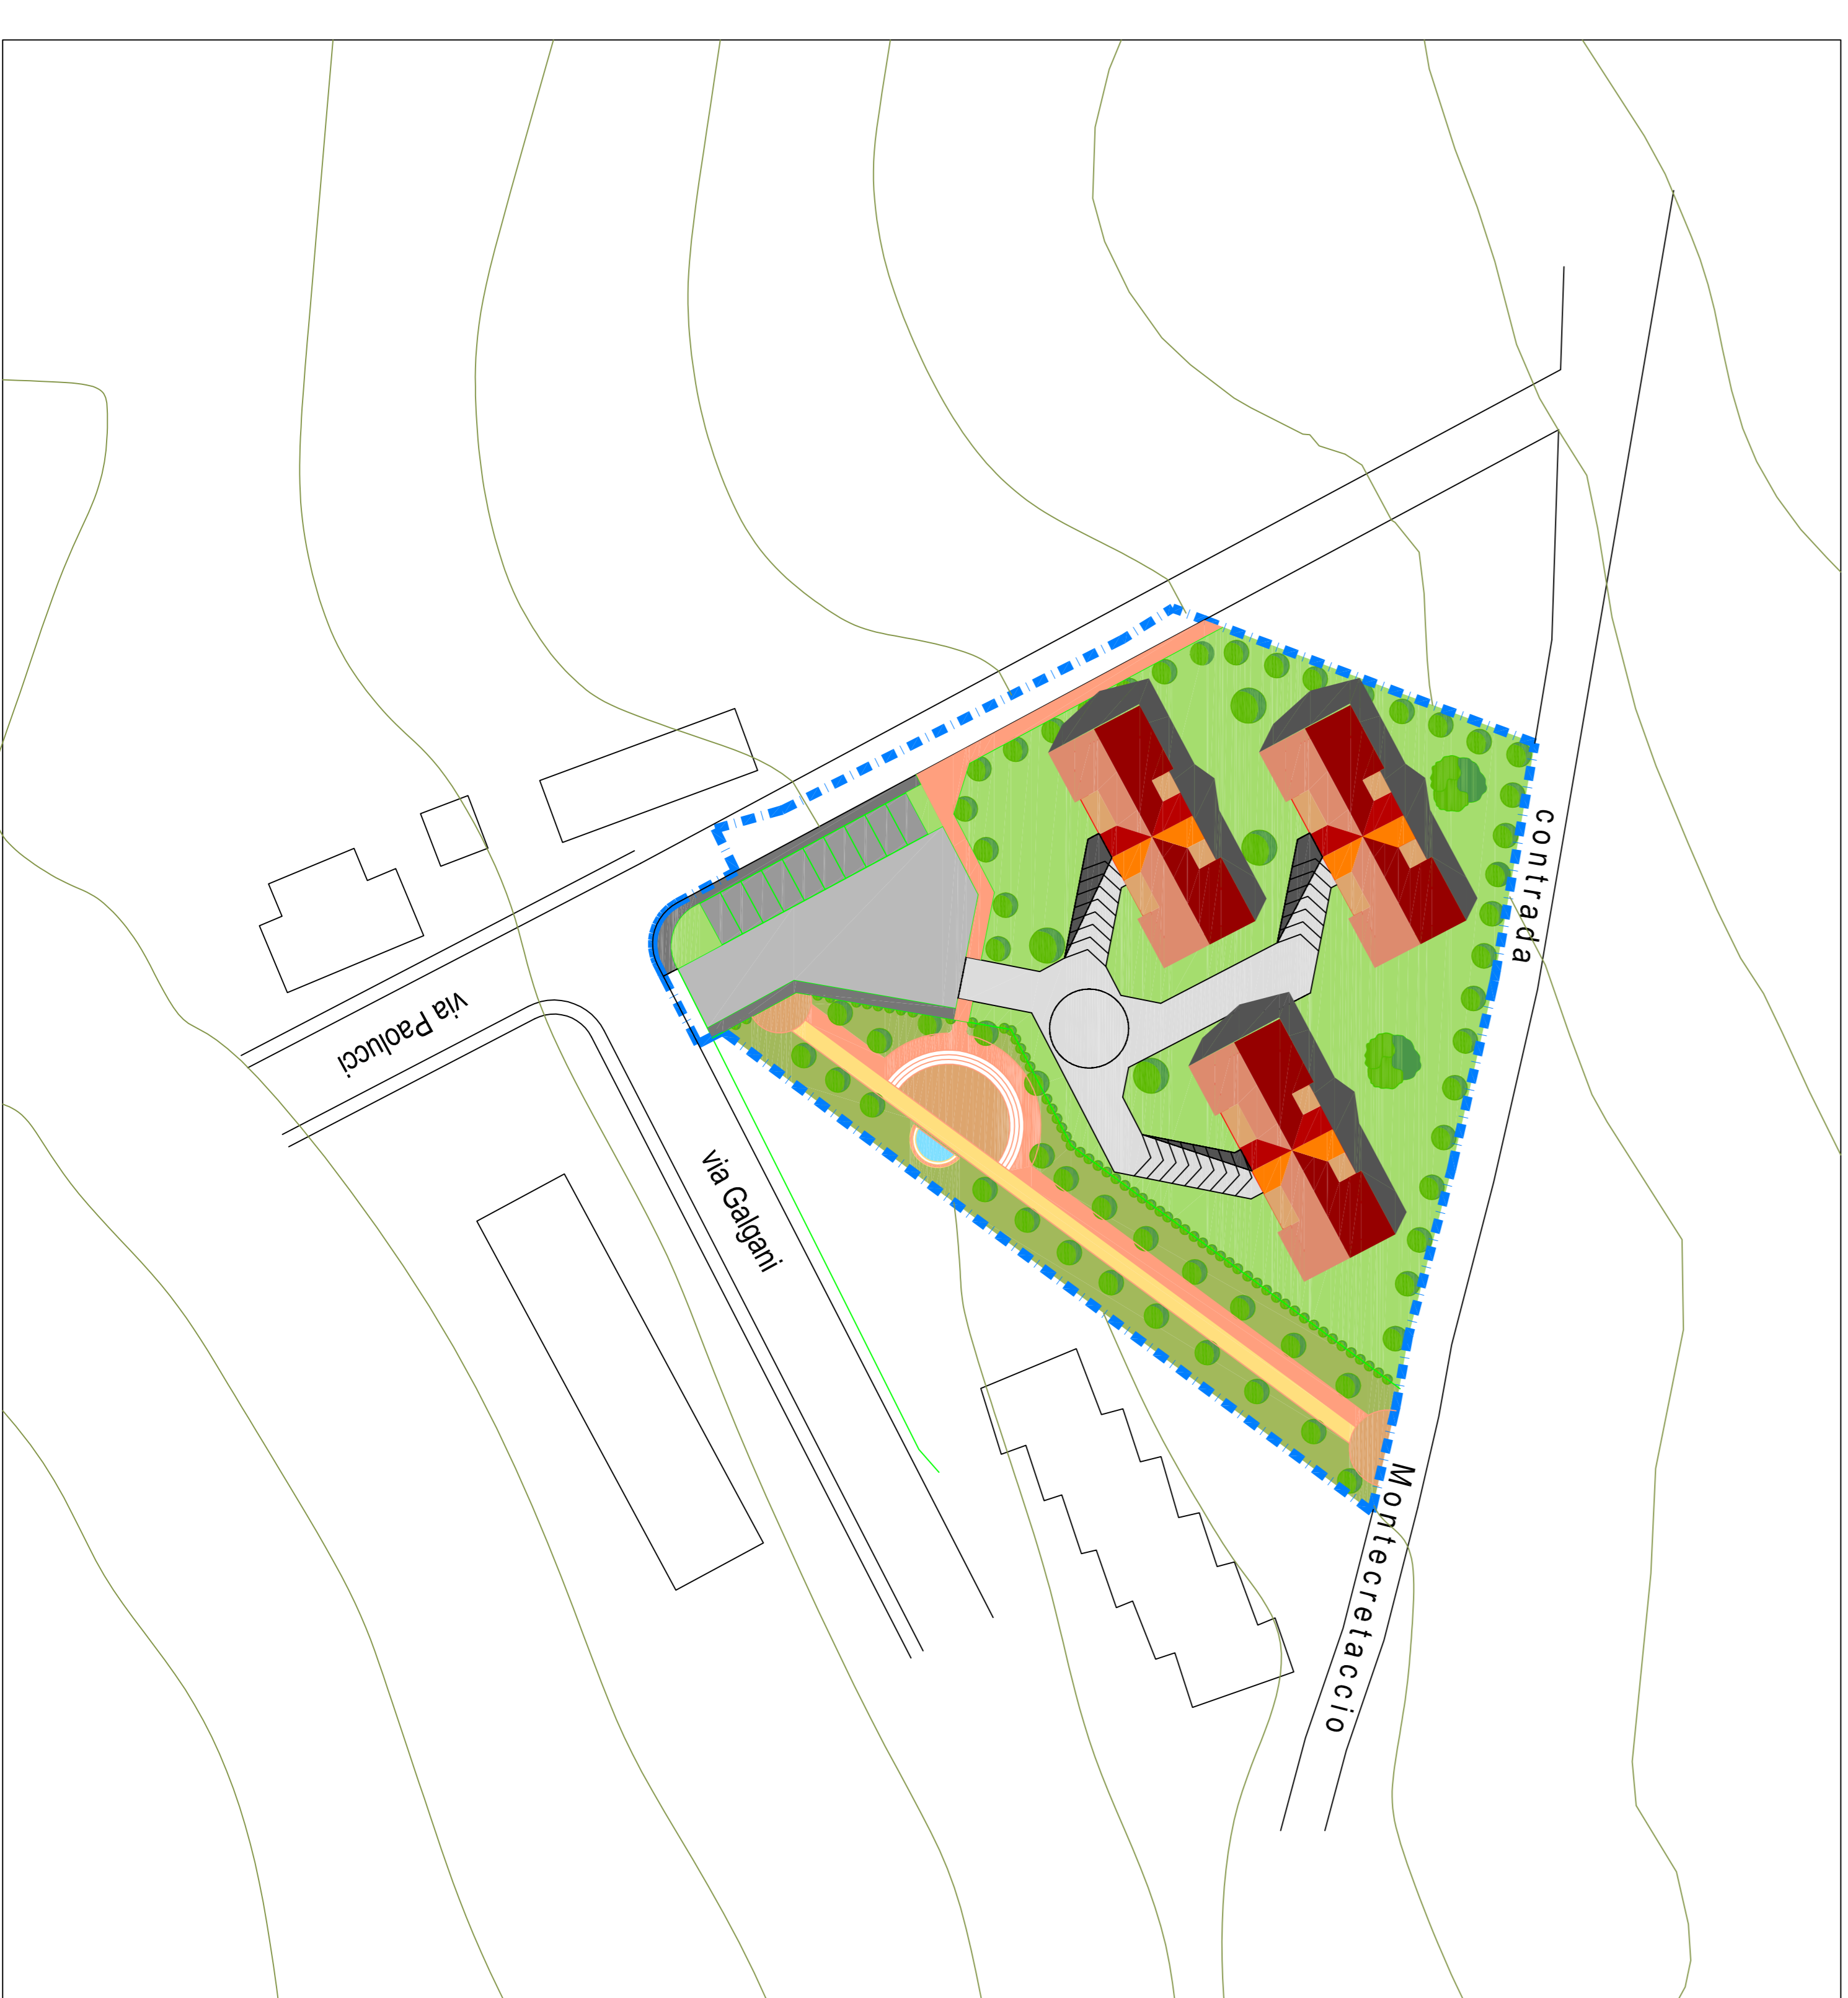 contrada
via Paolucci
via Galgani
Montecretaccio